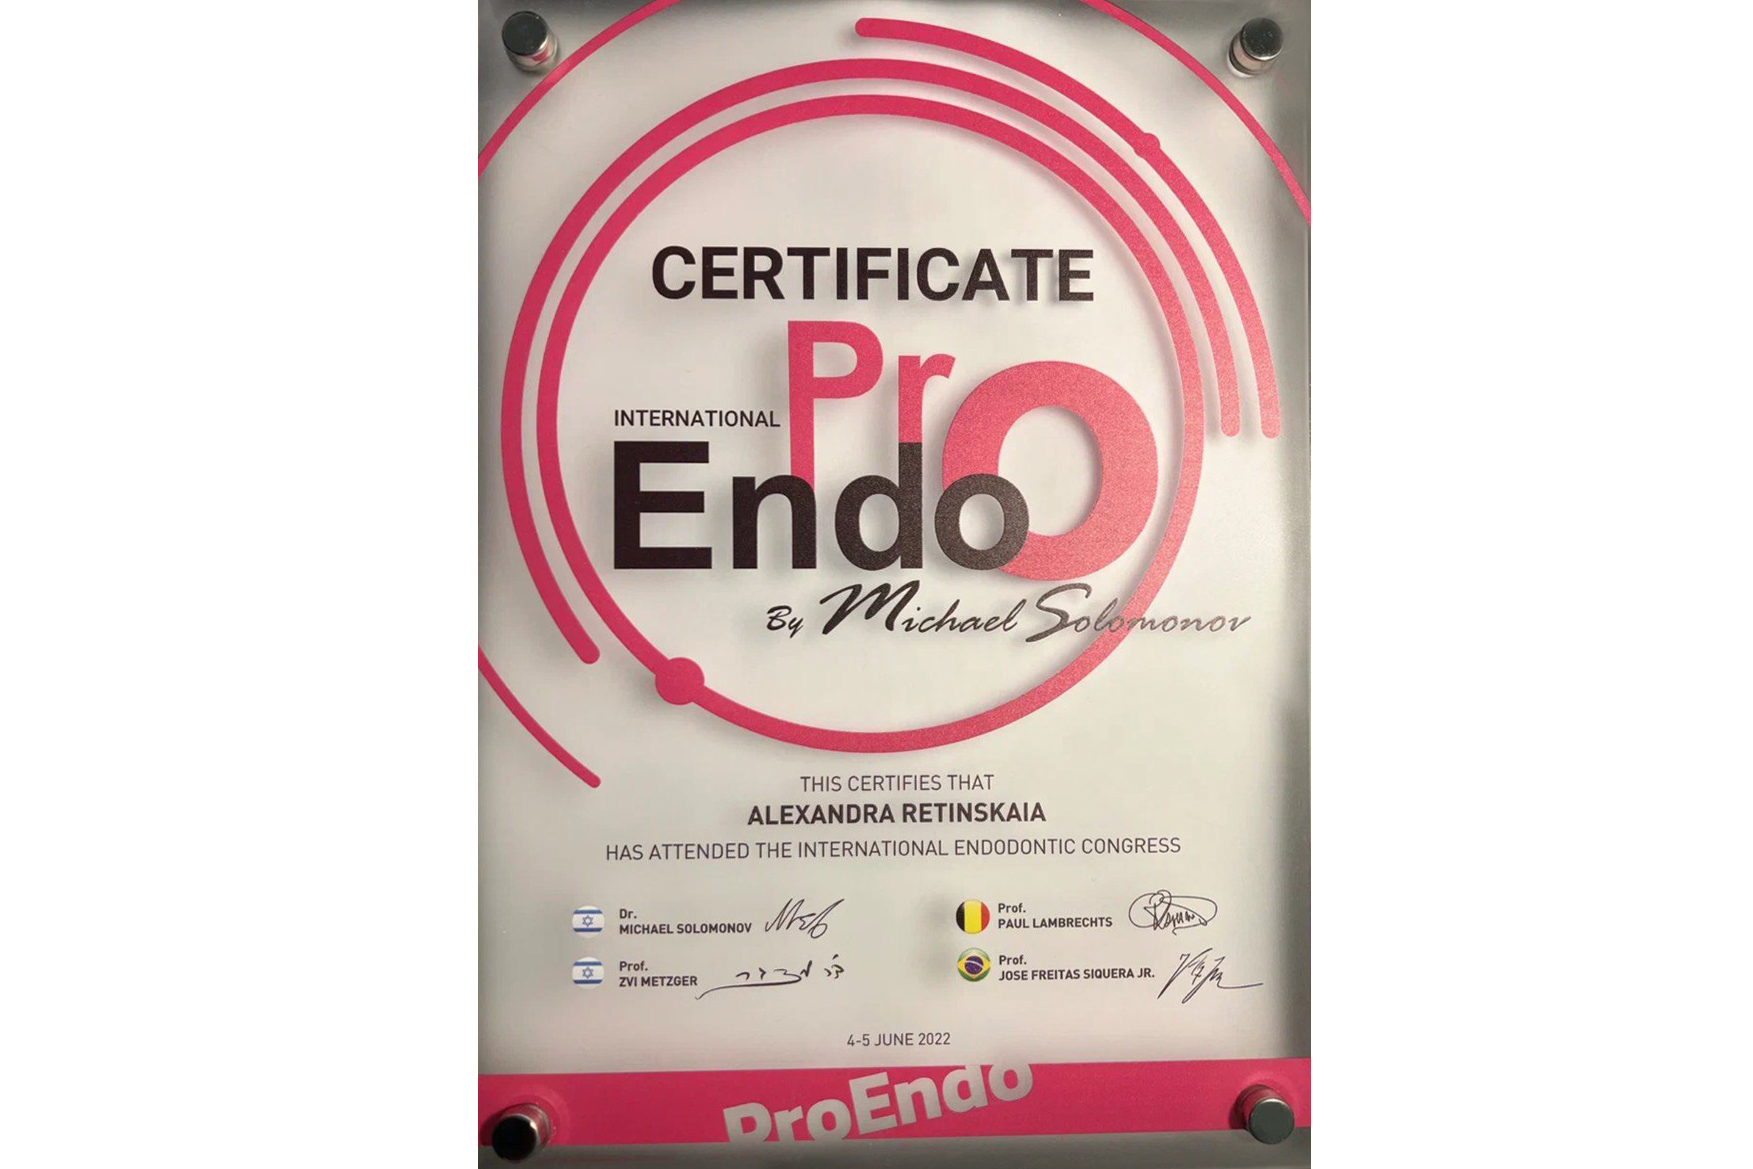 CERTIFICATE
INTERNATIONAL
Pro
Endo
By Michael Solomonov
THIS CERTIFIES THAT
ALEXANDRA RETINSKAIA
HAS ATTENDED THE INTERNATIONAL ENDODONTIC CONGRESS
Dr.
MICHAEL SOLOMONOV
Prof.
ZVI METZGER
Prof.
PAUL LAMBRECHTS
Prof.
JOSE FREITAS SIQUERA JR.
4-5 JUNE 2022
ProEndo